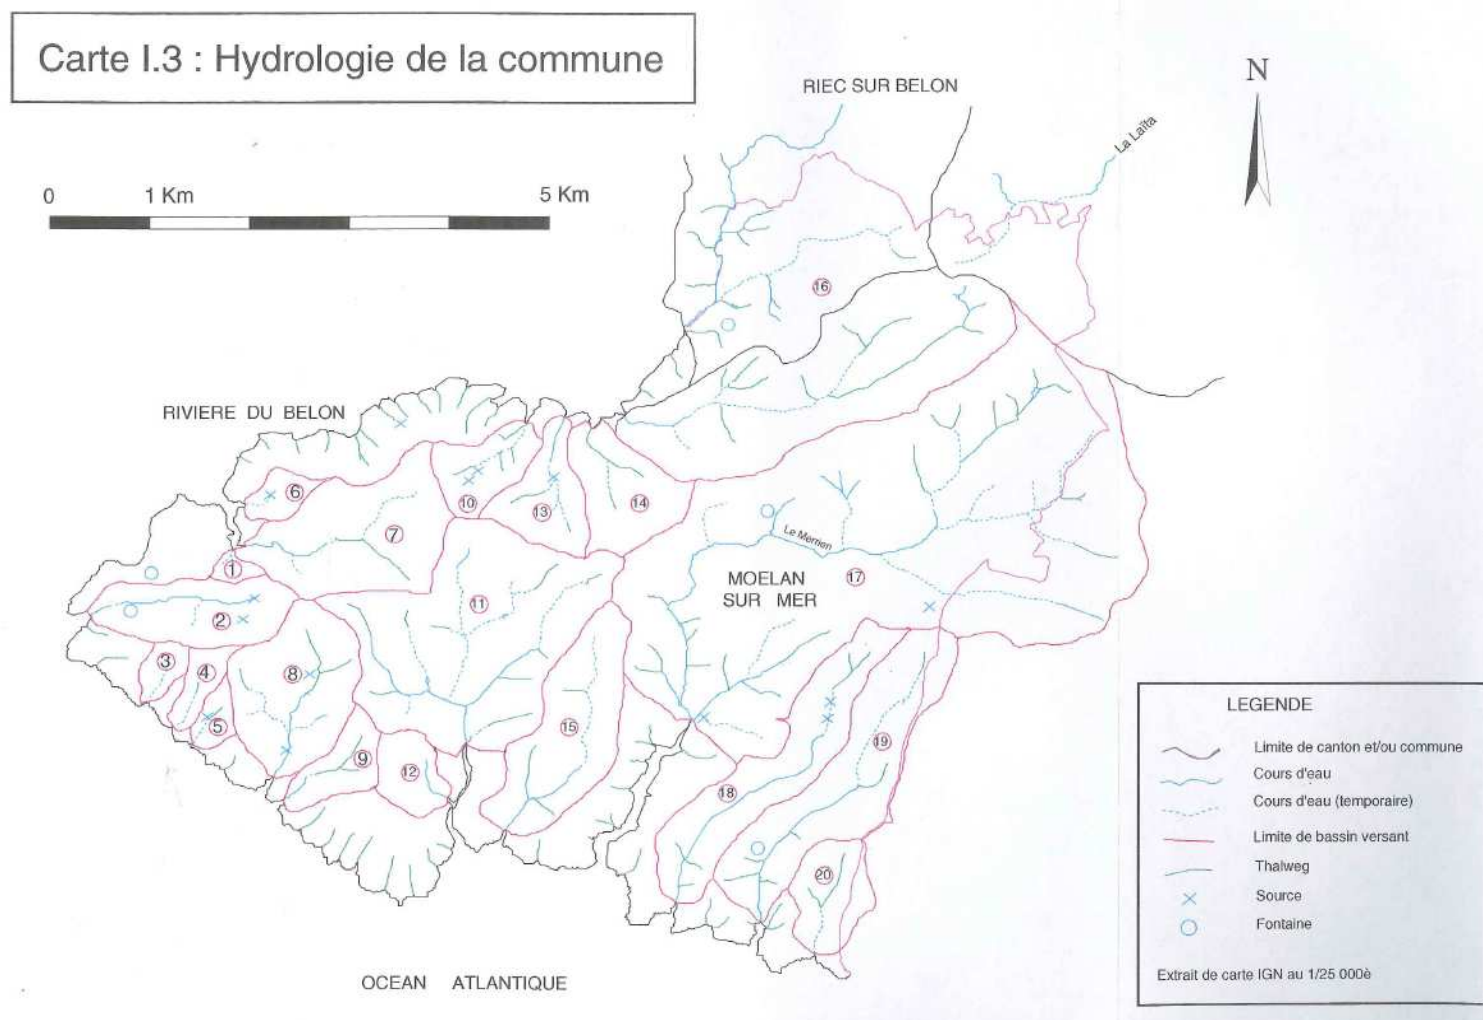 Carte I.3 : Hydrologie de la commune
RIEC SUR BELON
N
La Laïta
0 1 Km 5 Km
16
RIVIERE DU BELON
6
10
13
14
7
Le Merrien
1
MOELAN
SUR MER
17
11
2
3
4
8
5
15
9
12
19
18
20
OCEAN ATLANTIQUE
LEGENDE
Limite de canton et/ou commune
Cours d'eau
Cours d'eau (temporaire)
Limite de bassin versant
Thalweg
Source
Fontaine
Extrait de carte IGN au 1/25 000è